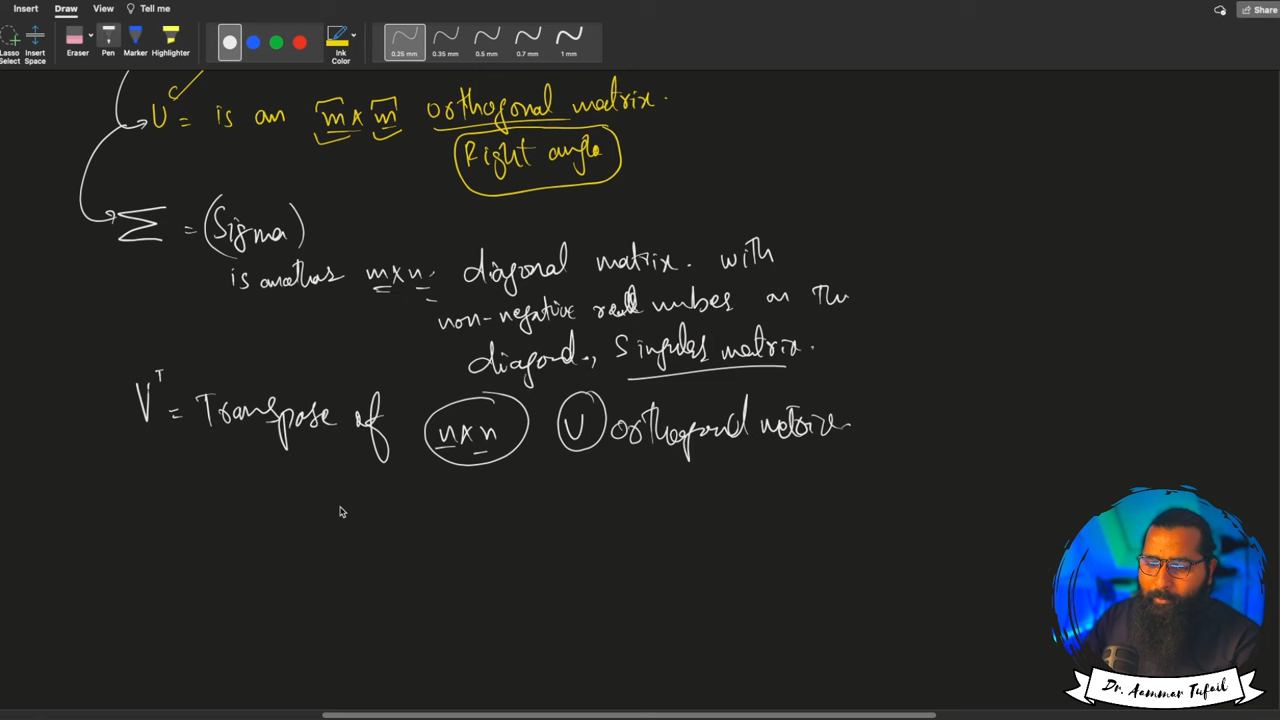 Insert Draw View Tell me
Share
Lasso Select
Insert Space
Eraser Pen Marker Highlighter
Ink Color
0.25 mm 0.35 mm 0.5 mm 0.7 mm 1 mm
U = is an m x m orthogonal matrix.
Right angle
Σ = (Sigma)
is another m x n diagonal matrix. with
non-negative real numbers on the
diagonal., Singular matrix.
V^T = Transpose of n x n U orthogonal matrix
Dr. Aammar Tufail